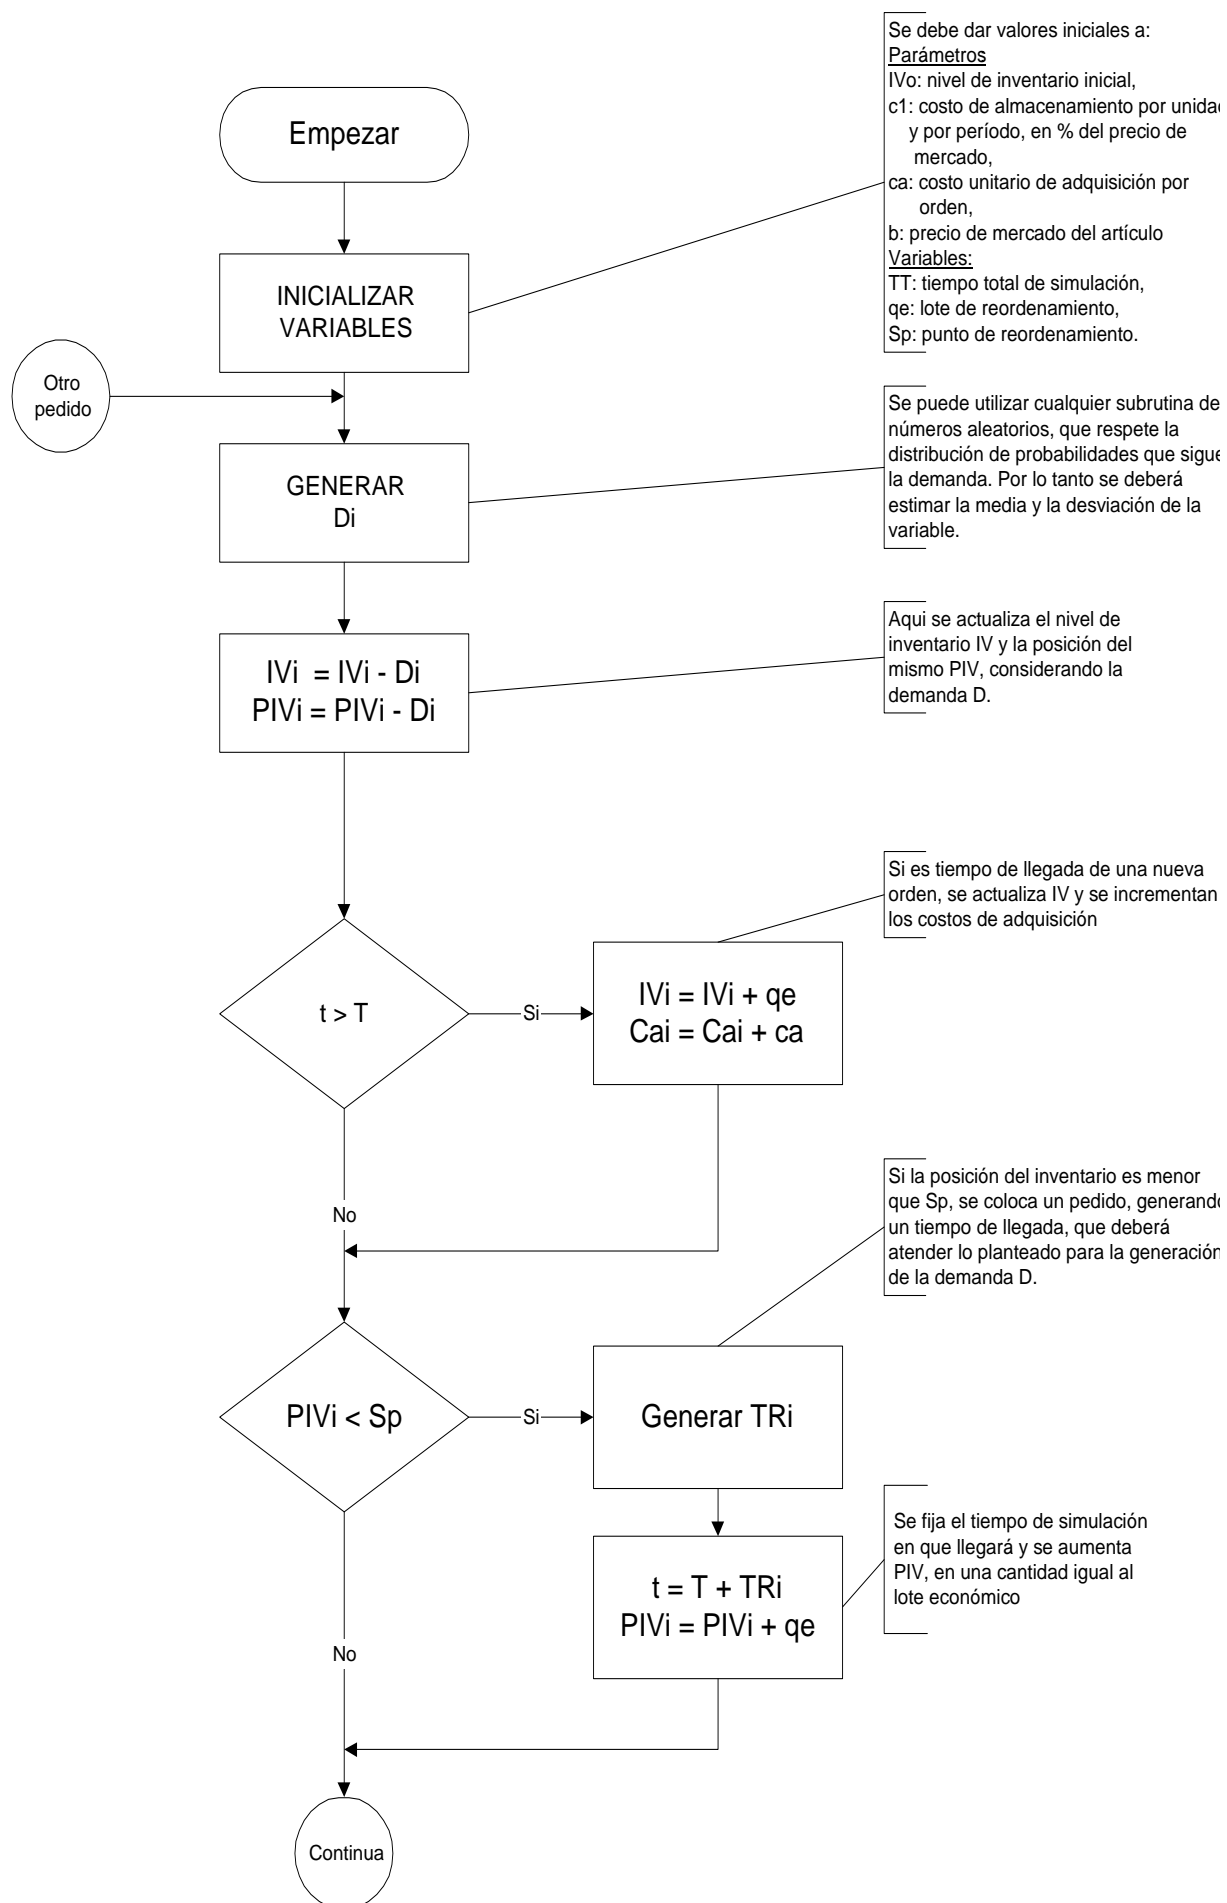 Empezar
INICIALIZAR
VARIABLES
Se debe dar valores iniciales a:
Parámetros
IVo: nivel de inventario inicial,
c1: costo de almacenamiento por unidad
y por período, en % del precio de
mercado,
ca: costo unitario de adquisición por
orden,
b: precio de mercado del artículo
Variables:
TT: tiempo total de simulación,
qe: lote de reordenamiento,
Sp: punto de reordenamiento.
Otro
pedido
GENERAR
Di
Se puede utilizar cualquier subrutina de
números aleatorios, que respete la
distribución de probabilidades que sigue
la demanda. Por lo tanto se deberá
estimar la media y la desviación de la
variable.
IVi = IVi - Di
PIVi = PIVi - Di
Aqui se actualiza el nivel de
inventario IV y la posición del
mismo PIV, considerando la
demanda D.
t > T
Si
IVi = IVi + qe
Cai = Cai + ca
Si es tiempo de llegada de una nueva
orden, se actualiza IV y se incrementan
los costos de adquisición
No
PIVi < Sp
Si
Generar TRi
Si la posición del inventario es menor
que Sp, se coloca un pedido, generando
un tiempo de llegada, que deberá
atender lo planteado para la generación
de la demanda D.
t = T + TRi
PIVi = PIVi + qe
Se fija el tiempo de simulación
en que llegará y se aumenta
PIV, en una cantidad igual al
lote económico
No
Continua